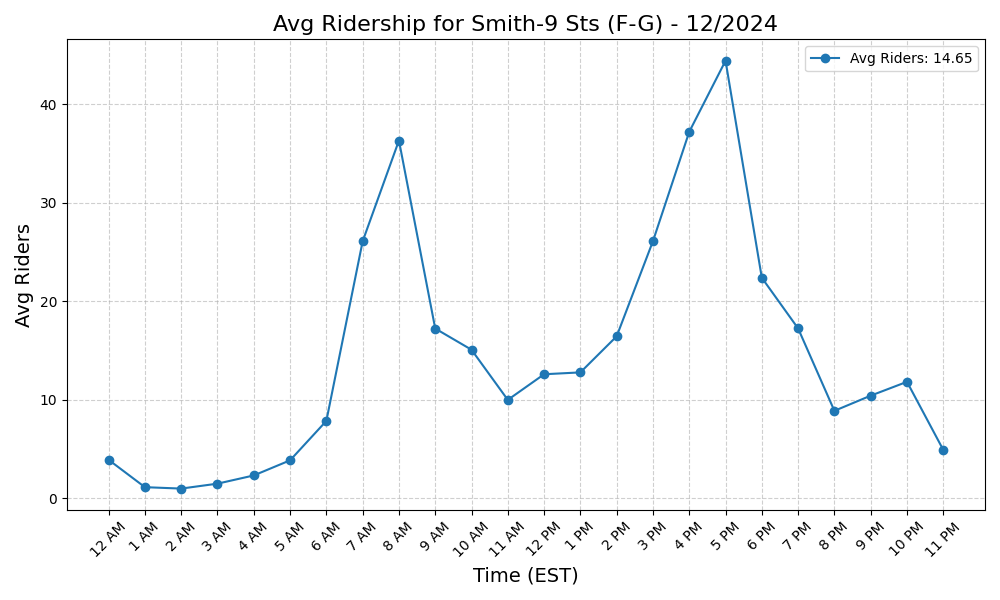 Avg Ridership for Smith-9 Sts (F-G) - 12/2024
Avg Riders: 14.65
Avg Riders
40
30
20
10
0
12 AM
1 AM
2 AM
3 AM
4 AM
5 AM
6 AM
7 AM
8 AM
9 AM
10 AM
11 AM
12 PM
1 PM
2 PM
3 PM
4 PM
5 PM
6 PM
7 PM
8 PM
9 PM
10 PM
11 PM
Time (EST)